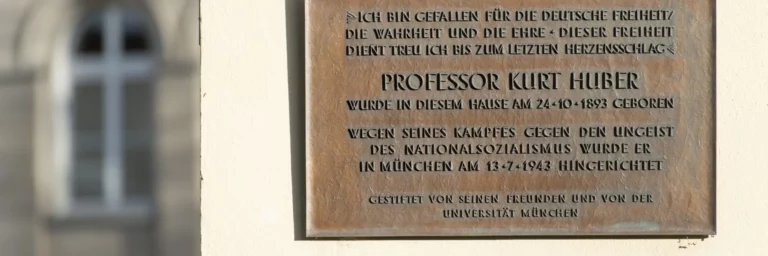 »ICH BIN GEFALLEN FÜR DIE DEUTSCHE FREIHEIT/
DIE WAHRHEIT UND DIE EHRE · DIESER FREIHEIT
DIENT TREU ICH BIS ZUM LETZTEN HERZENSSCHLAG«
PROFESSOR KURT HUBER
WURDE IN DIESEM HAUSE AM 24·10·1893 GEBOREN
WEGEN SEINES KAMPFES GEGEN DEN UNGEIST
DES NATIONALSOZIALISMUS WURDE ER
IN MÜNCHEN AM 13·7·1943 HINGERICHTET
GESTIFTET VON SEINEN FREUNDEN UND VON DER
UNIVERSITÄT MÜNCHEN